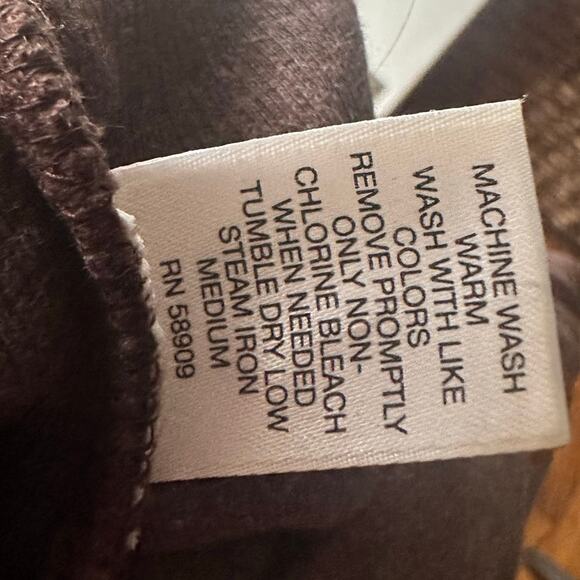 MACHINE WASH
WARM
WASH WITH LIKE
COLORS
REMOVE PROMPTLY
ONLY NON-
CHLORINE BLEACH
WHEN NEEDED
TUMBLE DRY LOW
STEAM IRON
MEDIUM
RN 58909